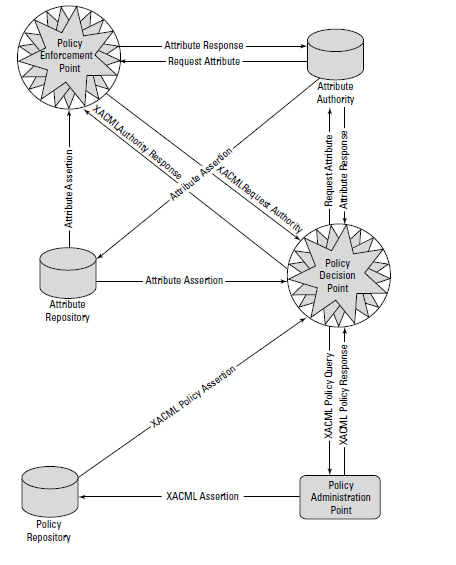 Policy
Enforcement
Point
Attribute Response
Request Attribute
Attribute
Authority
XACMLAuthority Response
Attribute Assertion
XACMLRequest Authority
Request Attribute
Attribute Response
Attribute Assertion
Policy
Decision
Point
Attribute Assertion
Attribute
Repository
XACML Policy Assertion
XACML Policy Query
XACML Policy Response
XACML Assertion
Policy
Administration
Point
Policy
Repository